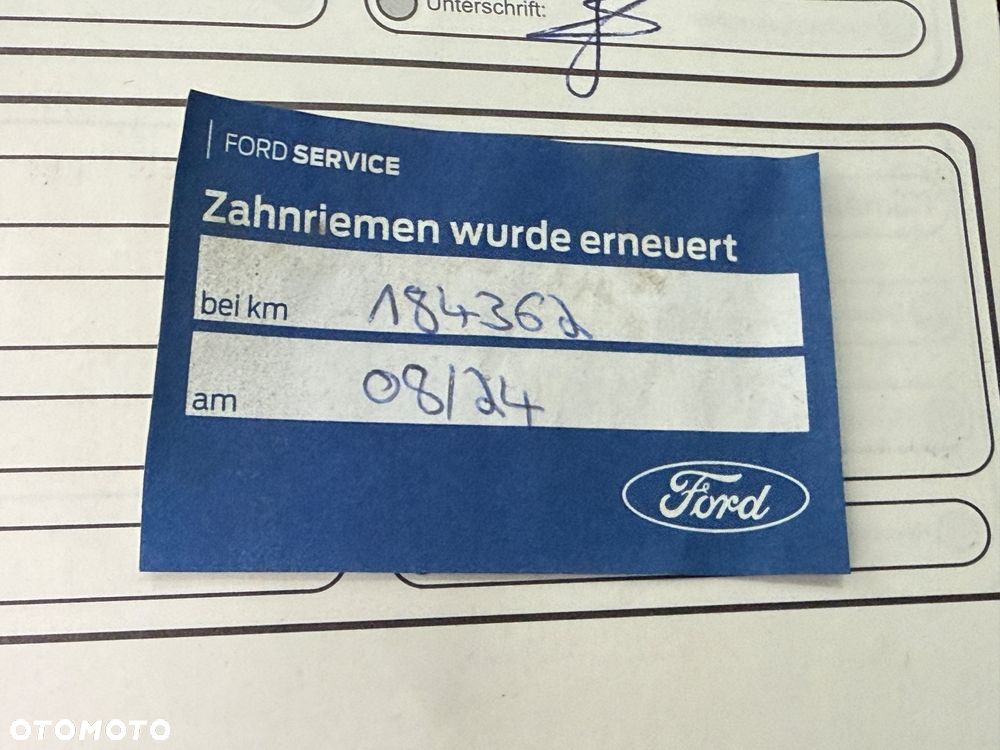 Unterschrift:
FORD SERVICE
Zahnriemen wurde erneuert
bei km 184362
am 08/24
Ford
OTOMOTO